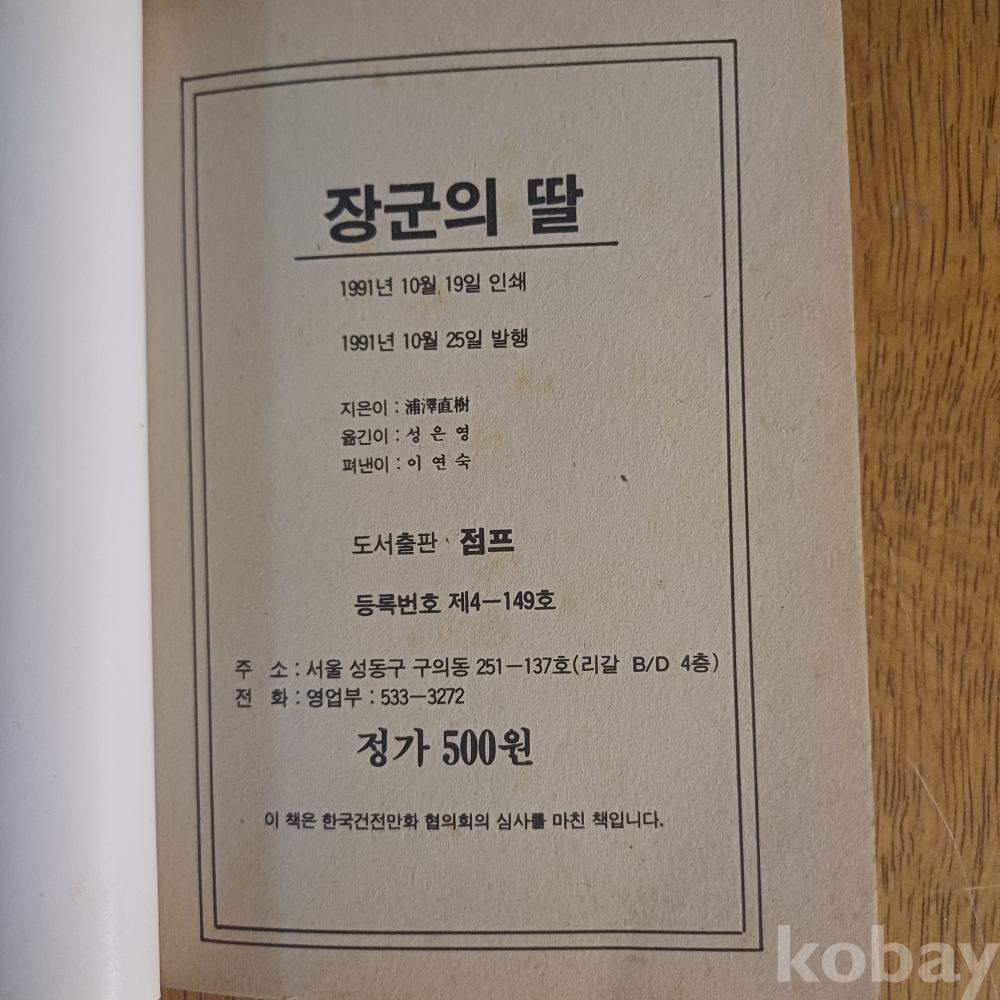 장군의 딸
1991년 10월 19일 인쇄
1991년 10월 25일 발행
지은이 : 浦澤直樹
옮긴이 : 성 은 영
펴낸이 : 이 연 숙
도서출판 · 점프
등록번호 제4-149호
주 소 : 서울 성동구 구의동 251-137호(리갈 B/D 4층)
전 화 : 영업부 : 533-3272
정가 500원
이 책은 한국건전만화 협의회의 심사를 마친 책입니다.
kobay